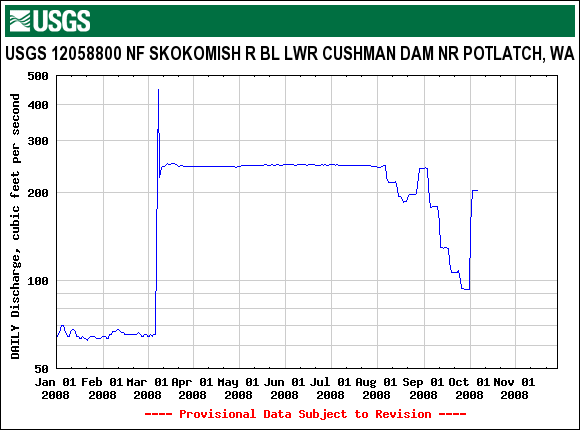 USGS
USGS 12058800 NF SKOKOMISH R BL LWR CUSHMAN DAM NR POTLATCH, WA
DAILY Discharge, cubic feet per second
500
400
300
200
100
50
Jan 01 Feb 01 Mar 01 Apr 01 May 01 Jun 01 Jul 01 Aug 01 Sep 01 Oct 01 Nov 01
2008 2008 2008 2008 2008 2008 2008 2008 2008 2008 2008
---- Provisional Data Subject to Revision ----